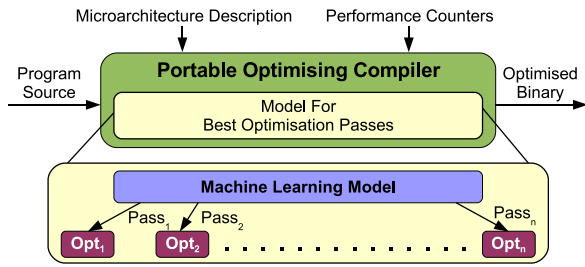 Microarchitecture Description
Performance Counters
Program
Source
Portable Optimising Compiler
Optimised
Binary
Model For
Best Optimisation Passes
Machine Learning Model
Pass₁
Pass₂
Passₙ
Opt₁
Opt₂
. . . . . . . . . . . . . . .
Optₙ